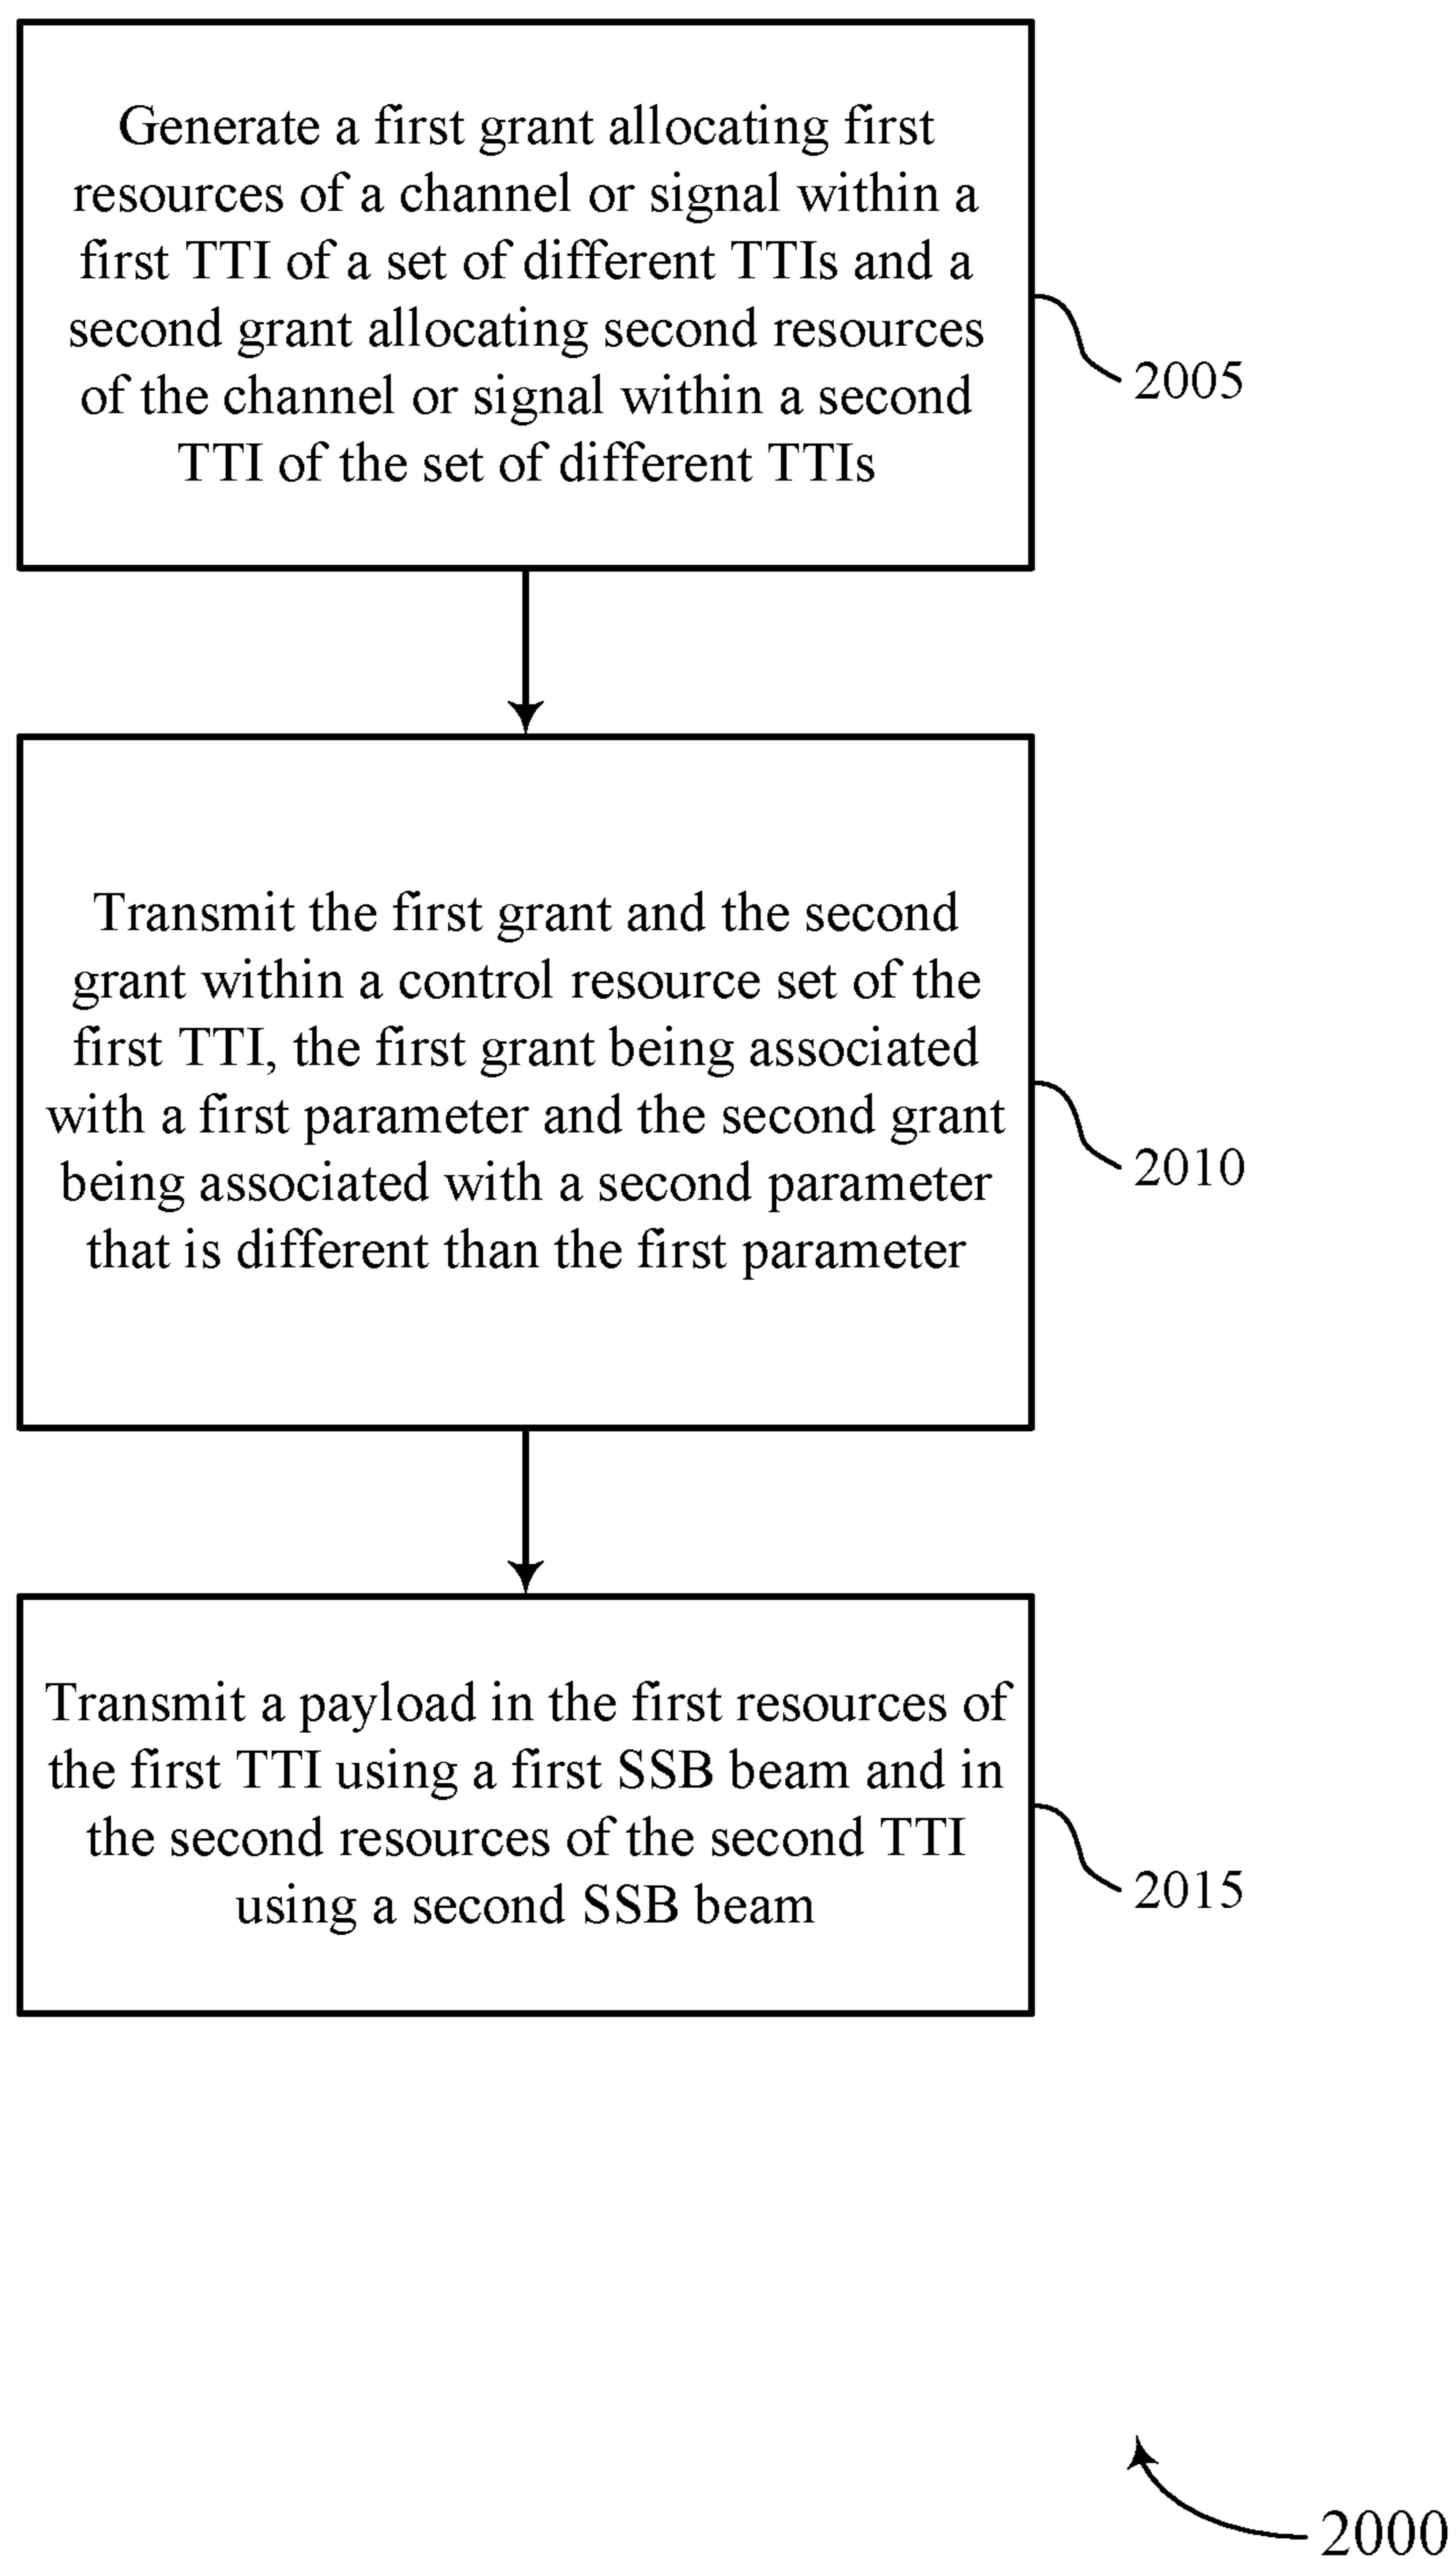 Generate a first grant allocating first
resources of a channel or signal within a
first TTI of a set of different TTIs and a
second grant allocating second resources
of the channel or signal within a second
TTI of the set of different TTIs
2005
Transmit the first grant and the second
grant within a control resource set of the
first TTI, the first grant being associated
with a first parameter and the second grant
being associated with a second parameter
that is different than the first parameter
2010
Transmit a payload in the first resources of
the first TTI using a first SSB beam and in
the second resources of the second TTI
using a second SSB beam
2015
2000